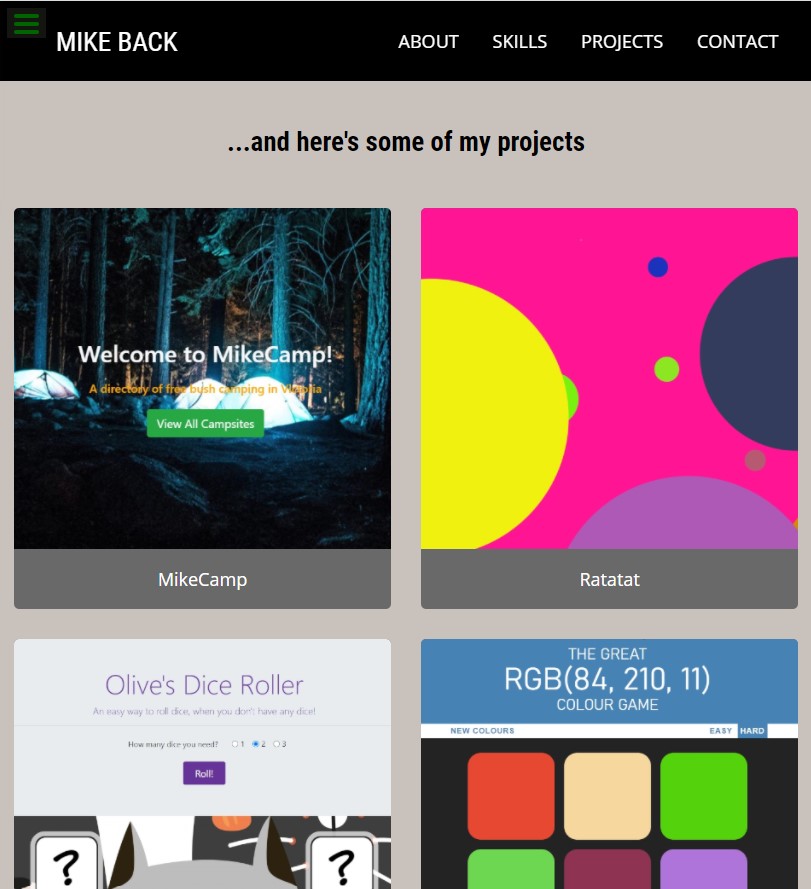 MIKE BACK
ABOUT SKILLS PROJECTS CONTACT
...and here's some of my projects
Welcome to MikeCamp!
A directory of free bush camping in Victoria
View All Campsites
MikeCamp
Ratatat
Olive's Dice Roller
An easy way to roll dice, when you don't have any dice!
How many dice you need? 1 2 3
Roll!
? ?
THE GREAT
RGB(84, 210, 11)
COLOUR GAME
NEW COLOURS EASY HARD